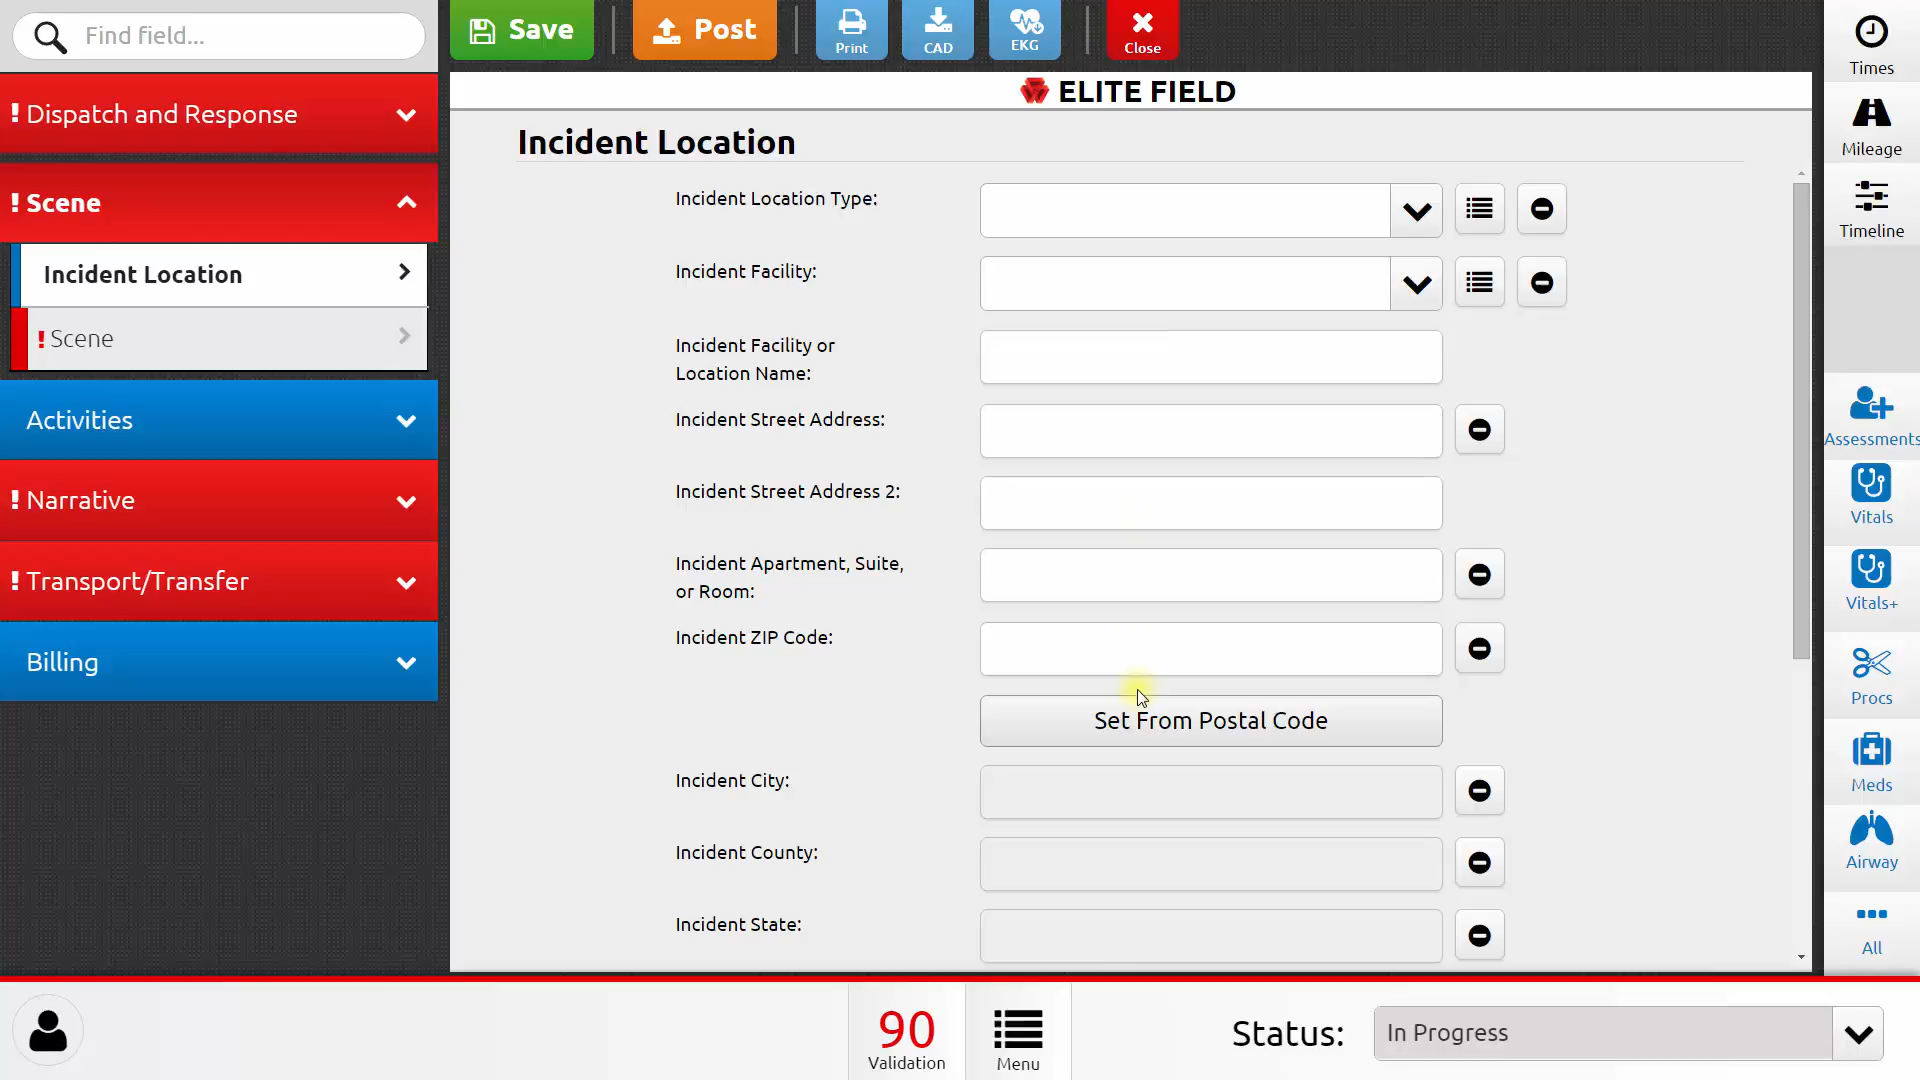 Find field...
Save
Post
Print
CAD
EKG
Close
Times
Mileage
Timeline
ELITE FIELD
! Dispatch and Response
! Scene
Incident Location
! Scene
Activities
! Narrative
! Transport/Transfer
Billing
Incident Location
Incident Location Type:
Incident Facility:
Incident Facility or
Location Name:
Incident Street Address:
Incident Street Address 2:
Incident Apartment, Suite,
or Room:
Incident ZIP Code:
Set From Postal Code
Incident City:
Incident County:
Incident State:
Assessments
Vitals
Vitals+
Procs
Meds
Airway
All
90
Validation
Menu
Status:
In Progress